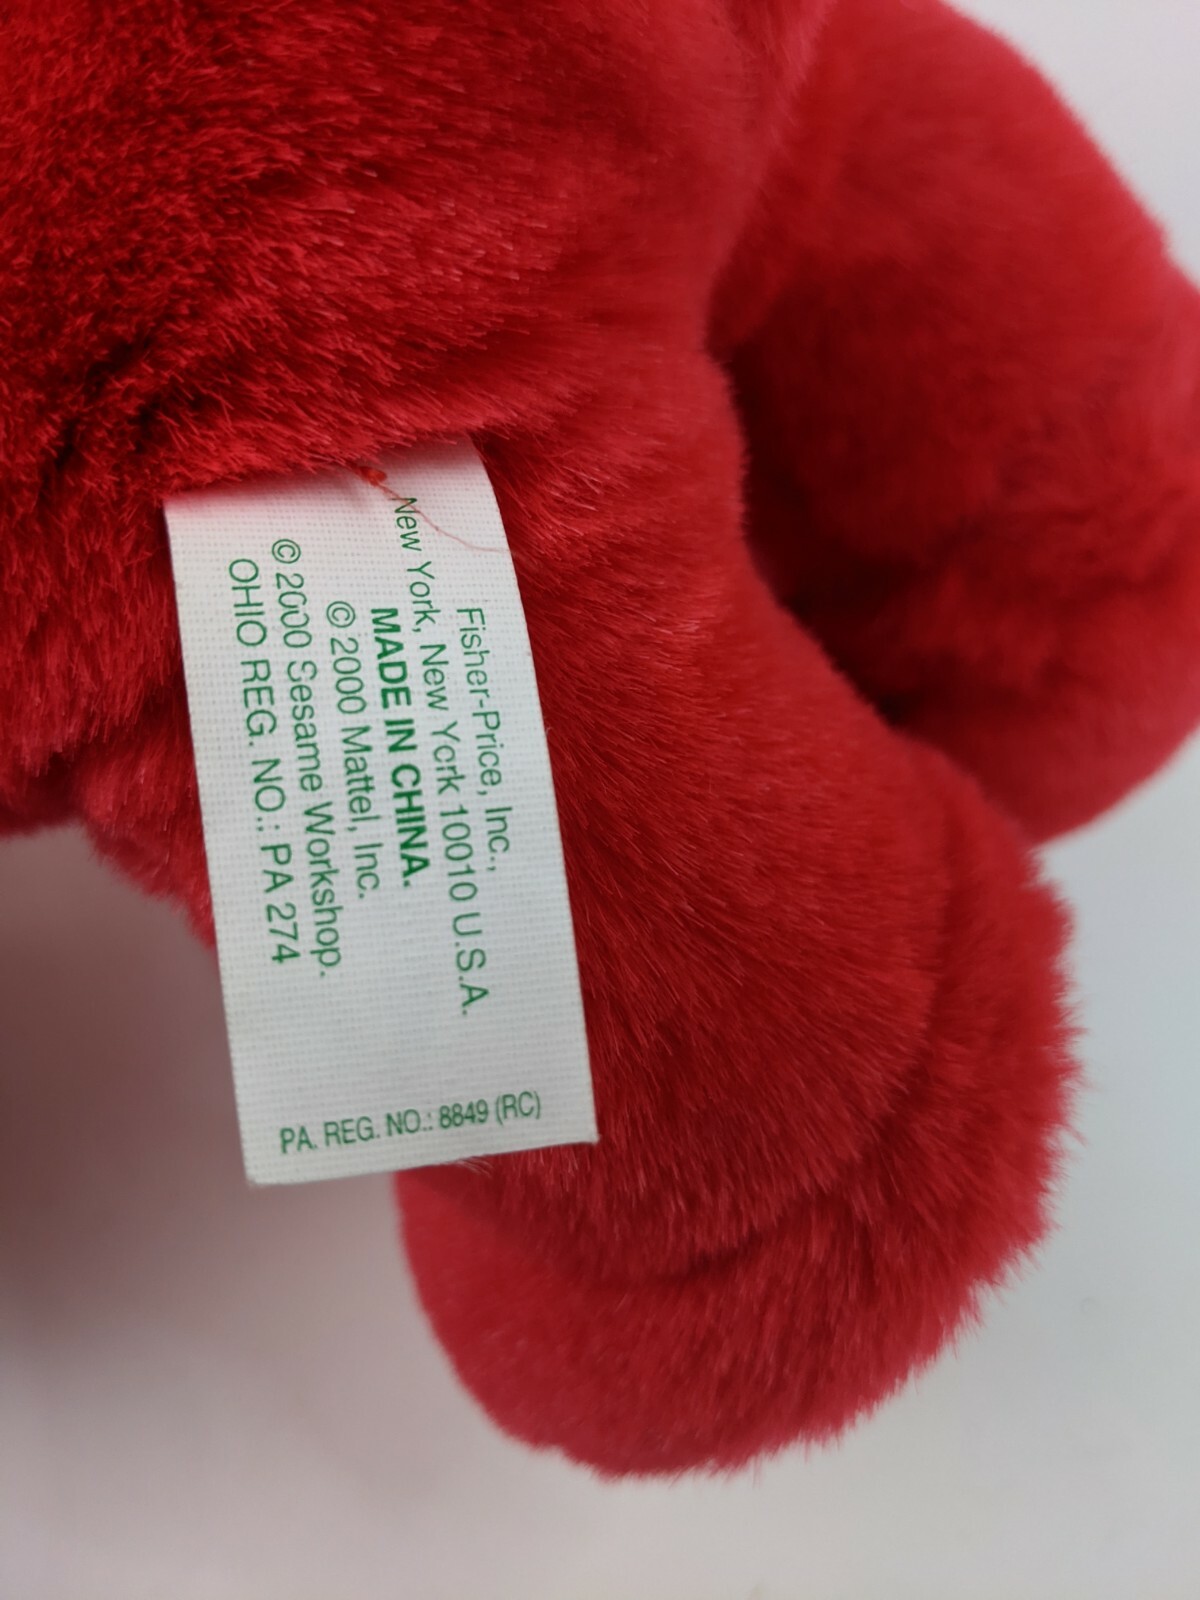 Fisher-Price, Inc.,
New York, New York 10010 U.S.A.
MADE IN CHINA.
© 2000 Mattel, Inc.
© 2000 Sesame Workshop.
OHIO REG. NO.: PA 274
PA. REG. NO.: 8849 (RC)